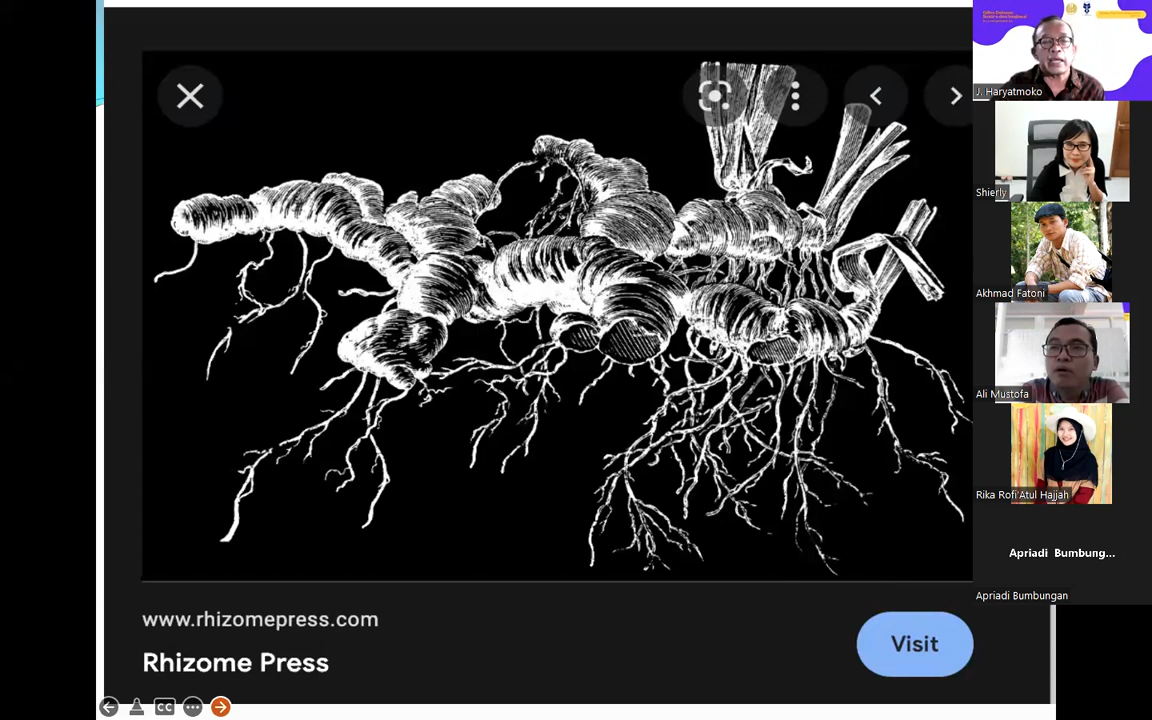 J. Haryatmoko
Shierly
Akhmad Fatoni
Ali Mustofa
Rika Rofi'Atul Hajjah
Apriadi Bumbung...
Apriadi Bumbungan
www.rhizomepress.com
Rhizome Press
Visit
CC